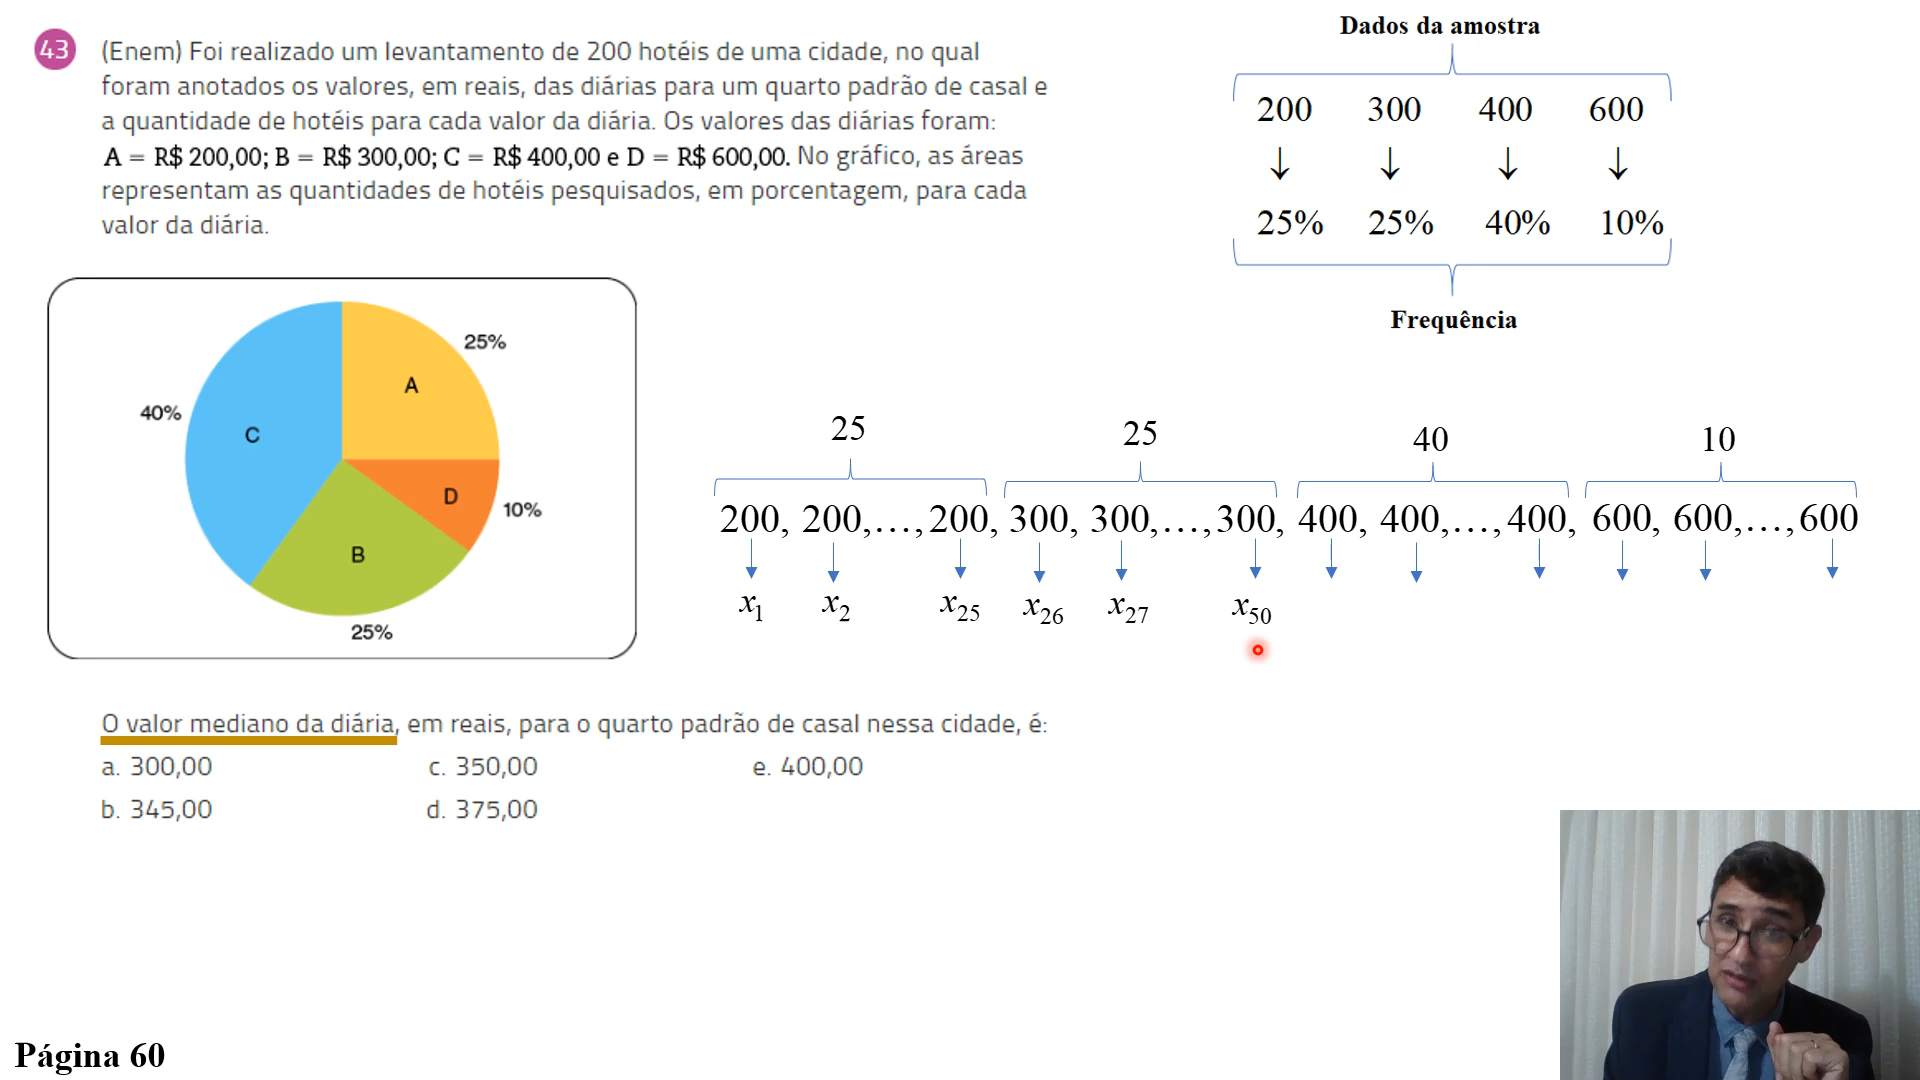 43
(Enem) Foi realizado um levantamento de 200 hotéis de uma cidade, no qual
foram anotados os valores, em reais, das diárias para um quarto padrão de casal e
a quantidade de hotéis para cada valor da diária. Os valores das diárias foram:
A = R$ 200,00; B = R$ 300,00; C = R$ 400,00 e D = R$ 600,00. No gráfico, as áreas
representam as quantidades de hotéis pesquisados, em porcentagem, para cada
valor da diária.
Dados da amostra
200 300 400 600
↓ ↓ ↓ ↓
25% 25% 40% 10%
Frequência
25%
A
40%
C
D
10%
B
25%
25 25 40 10
200, 200,...,200, 300, 300,...,300, 400, 400,...,400, 600, 600,...,600
x1 x2 x25 x26 x27 x50
O valor mediano da diária, em reais, para o quarto padrão de casal nessa cidade, é:
a. 300,00 c. 350,00 e. 400,00
b. 345,00 d. 375,00
Página 60